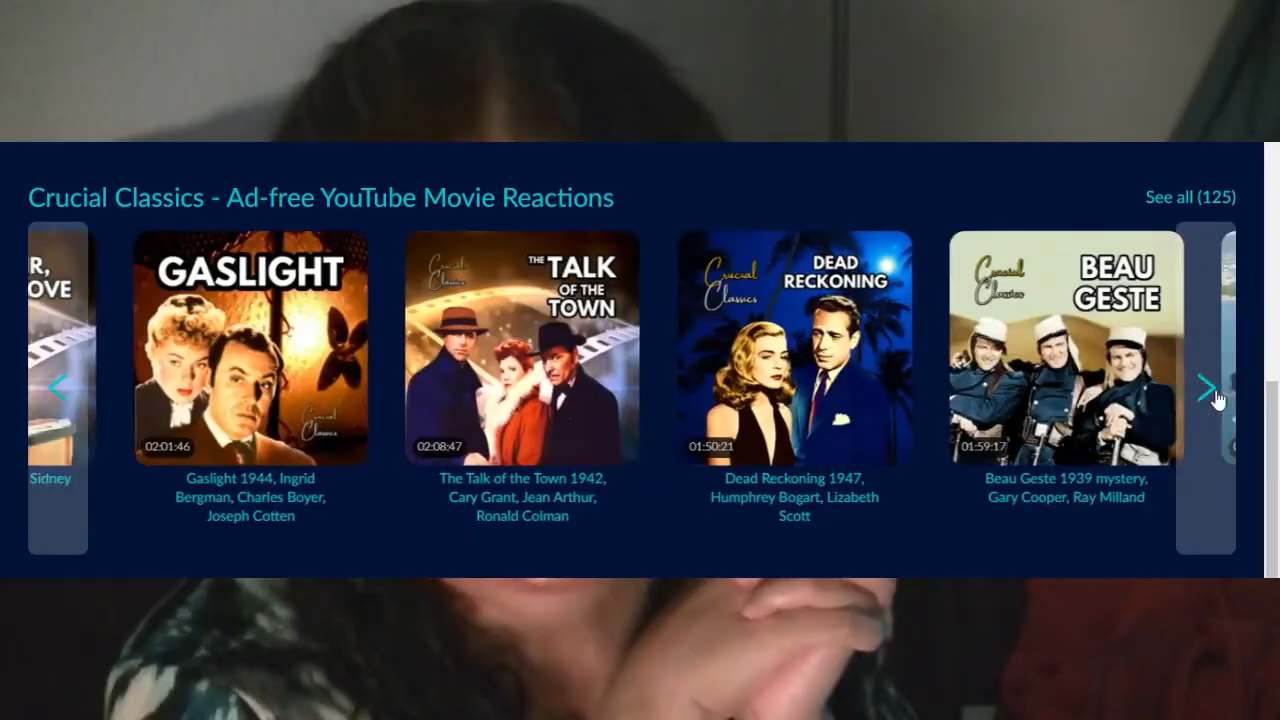 Crucial Classics - Ad-free YouTube Movie Reactions
See all (125)
R,
OVE
Sidney
GASLIGHT
Crucial
Classics
02:01:46
Gaslight 1944, Ingrid
Bergman, Charles Boyer,
Joseph Cotten
Crucial
Classics
THE TALK
OF THE
TOWN
02:08:47
The Talk of the Town 1942,
Cary Grant, Jean Arthur,
Ronald Colman
Crucial
Classics
DEAD
RECKONING
01:50:21
Dead Reckoning 1947,
Humphrey Bogart, Lizabeth
Scott
Crucial
Classics
BEAU
GESTE
01:59:17
Beau Geste 1939 mystery,
Gary Cooper, Ray Milland